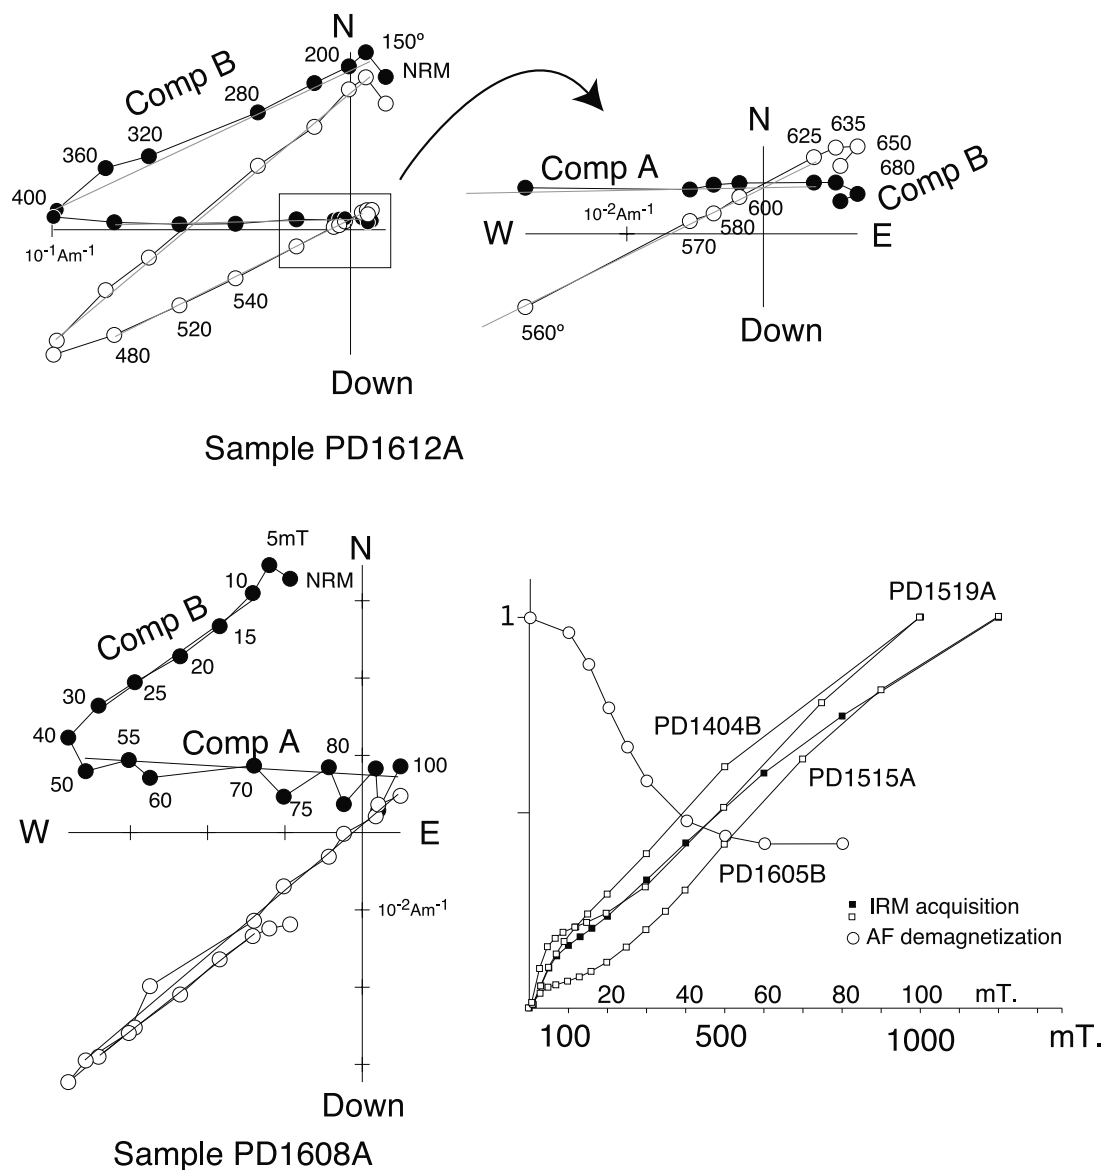 N
150º
200
NRM
Comp B
280
320
360
400
10-1Am-1
540
520
480
Down
Sample PD1612A
N
625
635
650
680
Comp A
Comp B
10-2Am-1
600
W
E
580
570
560º
Down
5mT
N
10
NRM
Comp B
15
20
25
30
40
55
Comp A
80
50
60
70
75
100
W
E
10-2Am-1
Down
Sample PD1608A
1
PD1519A
PD1404B
PD1515A
PD1605B
IRM acquisition
AF demagnetization
20 40 60 80 100 mT.
100 500 1000 mT.